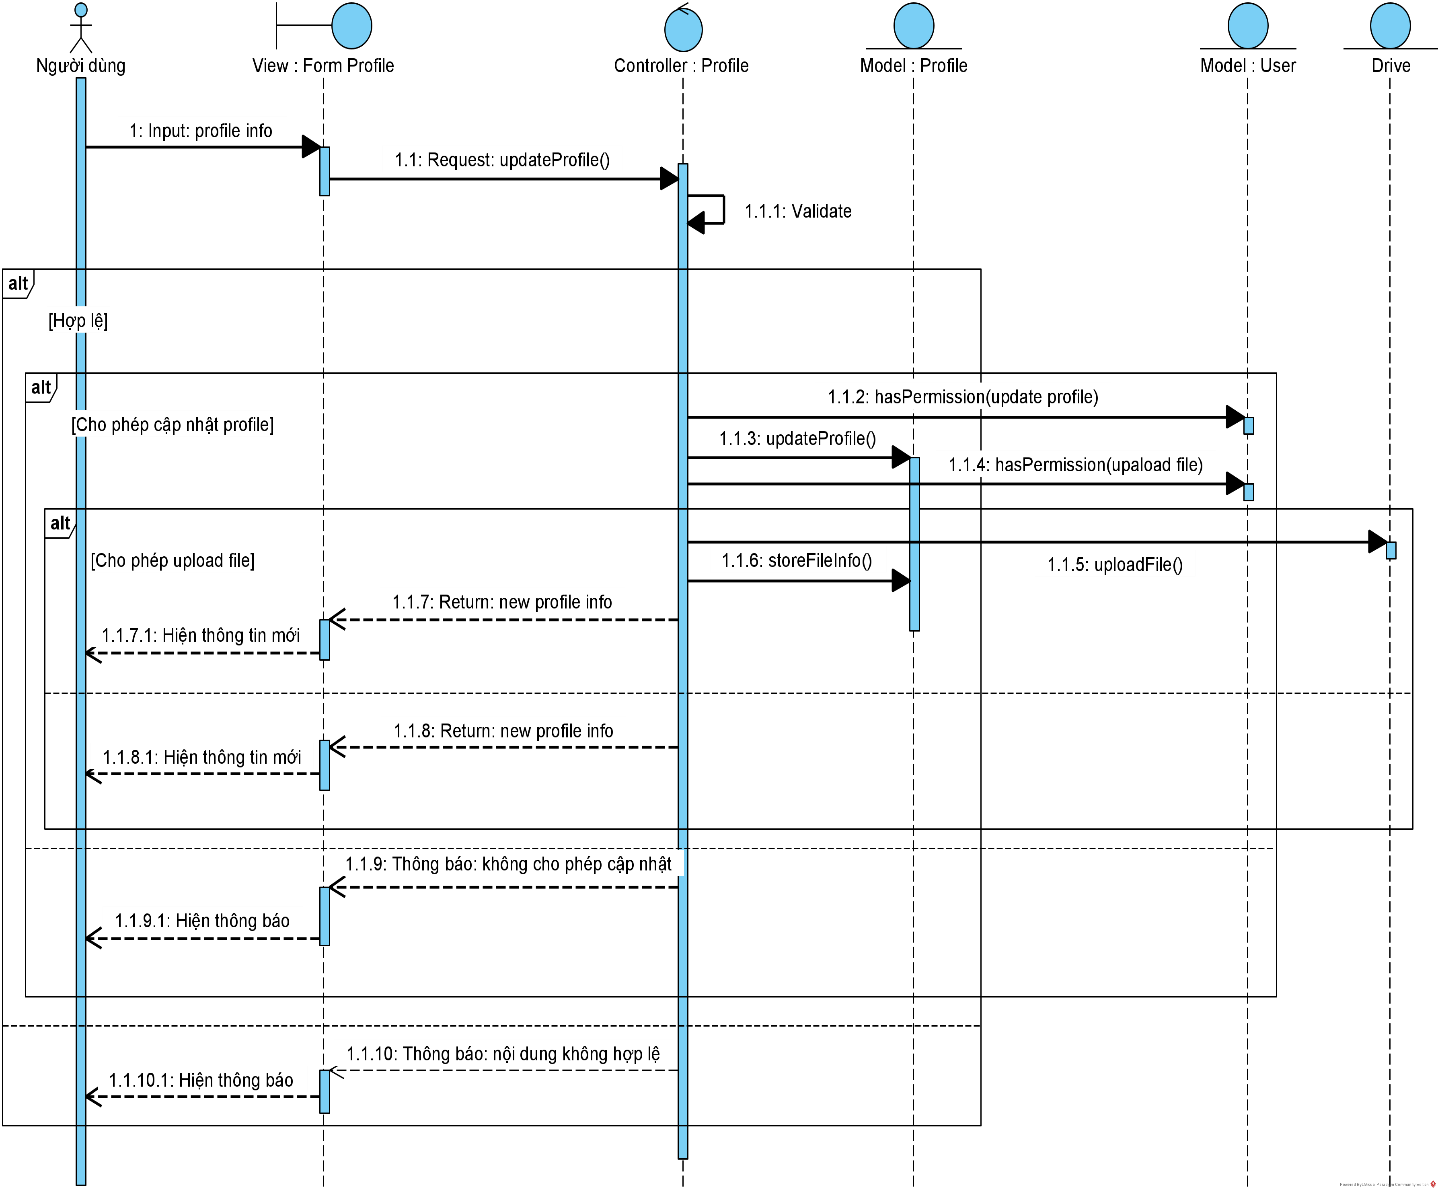 Người dùng
View : Form Profile
Controller : Profile
Model : Profile
Model : User
Drive
1: Input: profile info
1.1: Request: updateProfile()
1.1.1: Validate
alt
[Hợp lệ]
alt
1.1.2: hasPermission(update profile)
[Cho phép cập nhật profile]
1.1.3: updateProfile()
1.1.4: hasPermission(upaload file)
alt
[Cho phép upload file]
1.1.6: storeFileInfo()
1.1.5: uploadFile()
1.1.7: Return: new profile info
1.1.7.1: Hiện thông tin mới
1.1.8: Return: new profile info
1.1.8.1: Hiện thông tin mới
1.1.9: Thông báo: không cho phép cập nhật
1.1.9.1: Hiện thông báo
1.1.10: Thông báo: nội dung không hợp lệ
1.1.10.1: Hiện thông báo